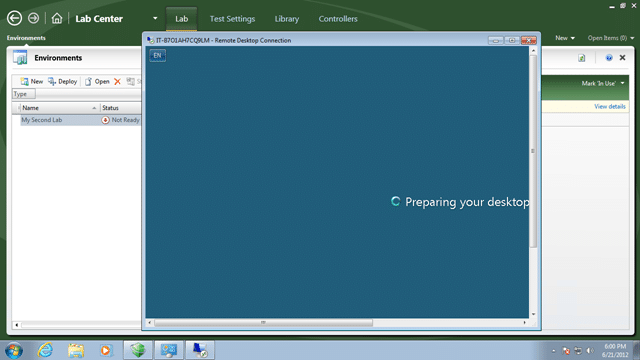 Lab Center
Lab
Test Settings
Library
Controllers
Environments
New
Open Items (0)
IT-87O1AH7CQ9LM - Remote Desktop Connection
Environments
EN
New
Deploy
Open
Mark 'In Use'
Type
View details
Name
Status
My Second Lab
Not Ready
Preparing your desktop
6:00 PM
6/21/2012